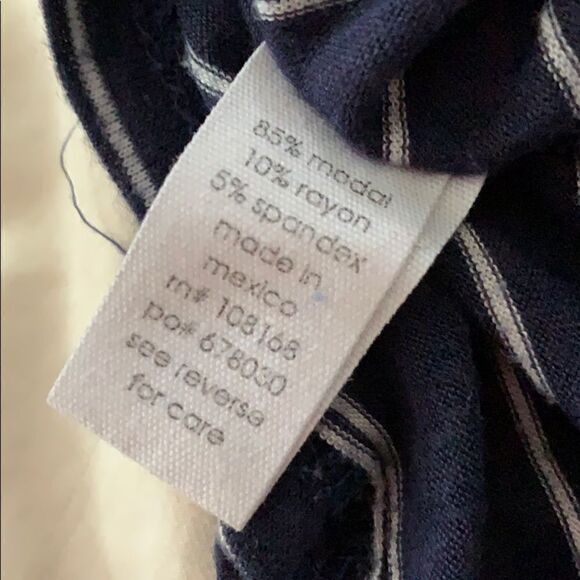 85% modal
10% rayon
5% spandex
made in
mexico
rn# 108168
po# 678030
see reverse
for care